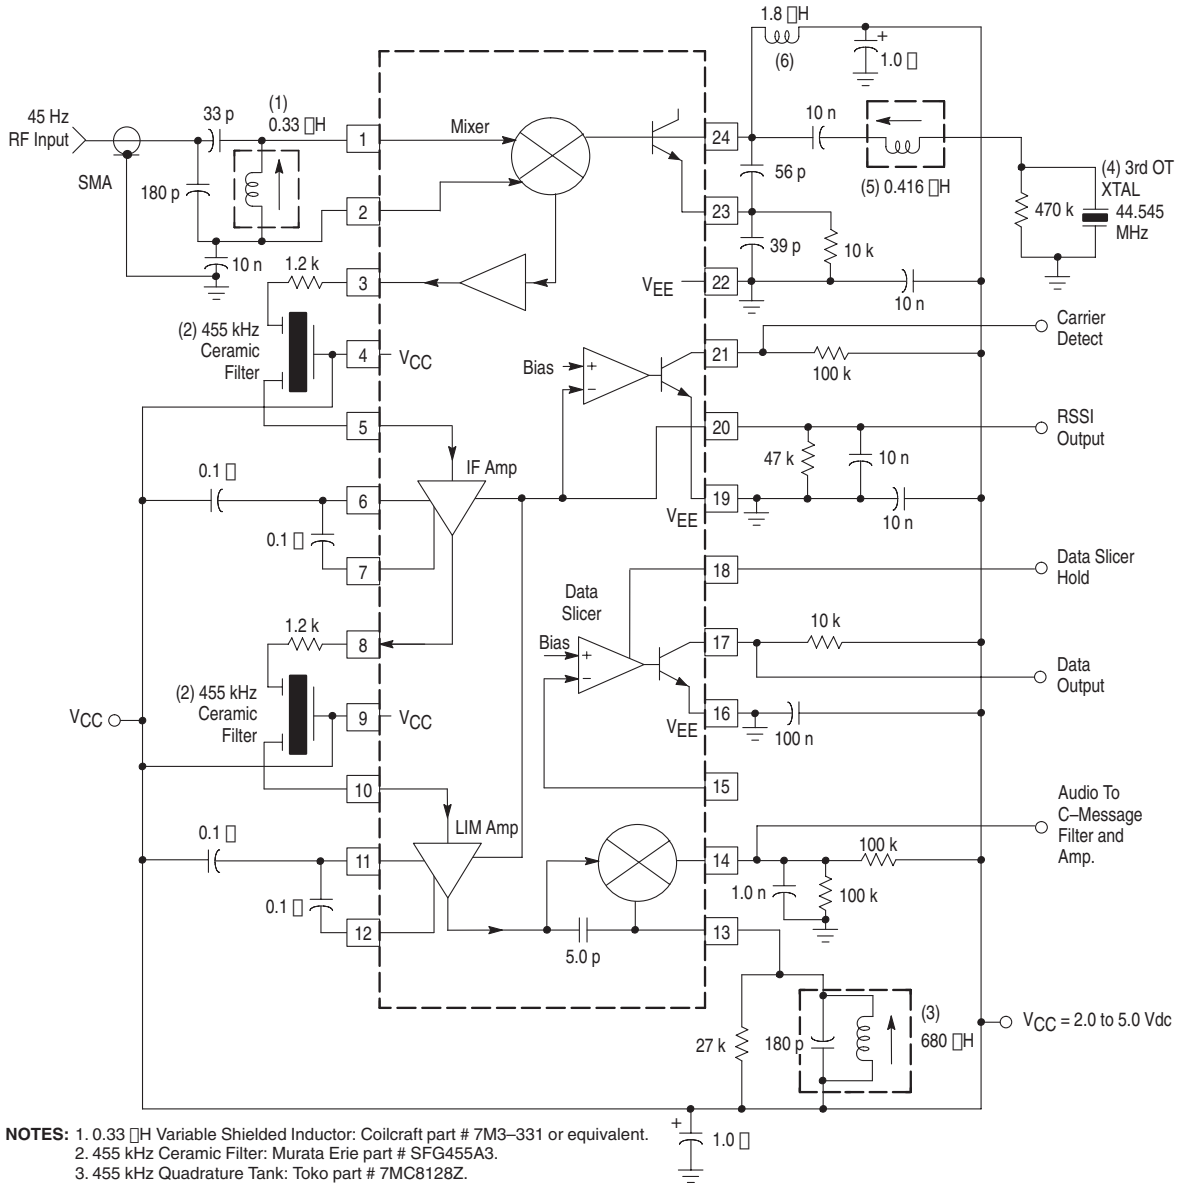 1.8 □H
(6)
+
1.0 □
45 Hz
RF Input
33 p
(1)
0.33 □H
SMA
180 p
10 n
1
Mixer
24
10 n
(5) 0.416 □H
56 p
(4) 3rd OT
XTAL
44.545
MHz
470 k
2
23
39 p
10 k
1.2 k
3
VEE
22
10 n
(2) 455 kHz
Ceramic
Filter
4
VCC
Bias
+
−
21
100 k
Carrier
Detect
5
20
RSSI
Output
47 k
10 n
0.1 □
IF Amp
6
19
VEE
10 n
0.1 □
7
18
Data Slicer
Hold
Data
Slicer
1.2 k
8
Bias
+
−
17
10 k
Data
Output
(2) 455 kHz
Ceramic
Filter
VCC
9
VCC
16
VEE
100 n
10
15
Audio To
C–Message
Filter and
Amp.
0.1 □
LIM Amp
11
14
100 k
1.0 n
100 k
0.1 □
12
5.0 p
13
27 k
180 p
(3)
680 □H
VCC = 2.0 to 5.0 Vdc
+
1.0 □
NOTES: 1. 0.33 □H Variable Shielded Inductor: Coilcraft part # 7M3–331 or equivalent.
2. 455 kHz Ceramic Filter: Murata Erie part # SFG455A3.
3. 455 kHz Quadrature Tank: Toko part # 7MC8128Z.